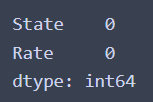 State    0
Rate     0
dtype: int64